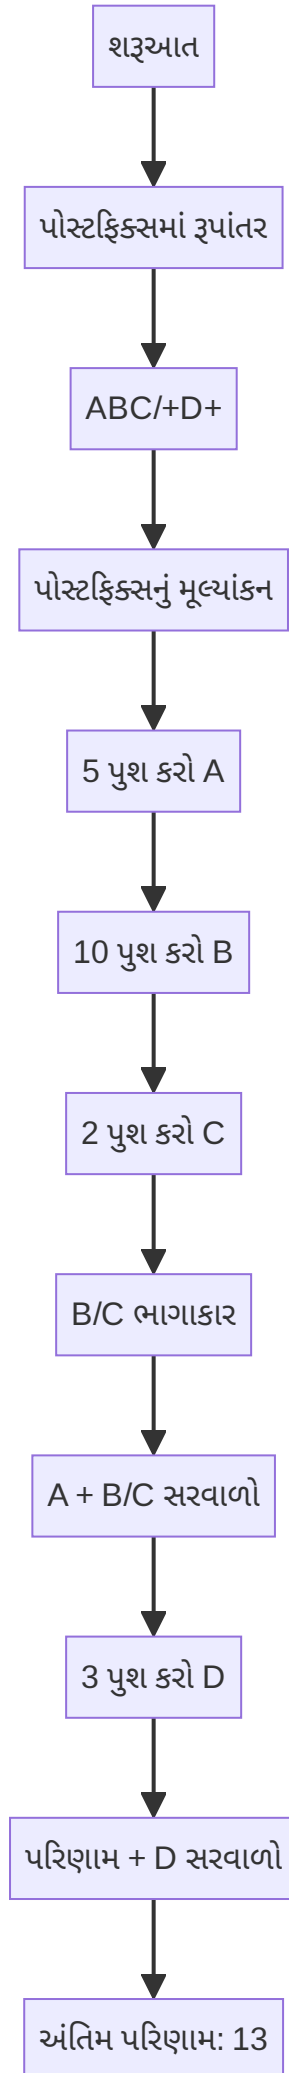 શરૂઆત
પોસ્ટફિક્સમાં રૂપાંતર
ABC/+D+
પોસ્ટફિક્સનું મૂલ્યાંકન
5 પુશ કરો A
10 પુશ કરો B
2 પુશ કરો C
B/C ભાગાકાર
A + B/C સરવાળો
3 પુશ કરો D
પરિણામ + D સરવાળો
અંતિમ પરિણામ: 13